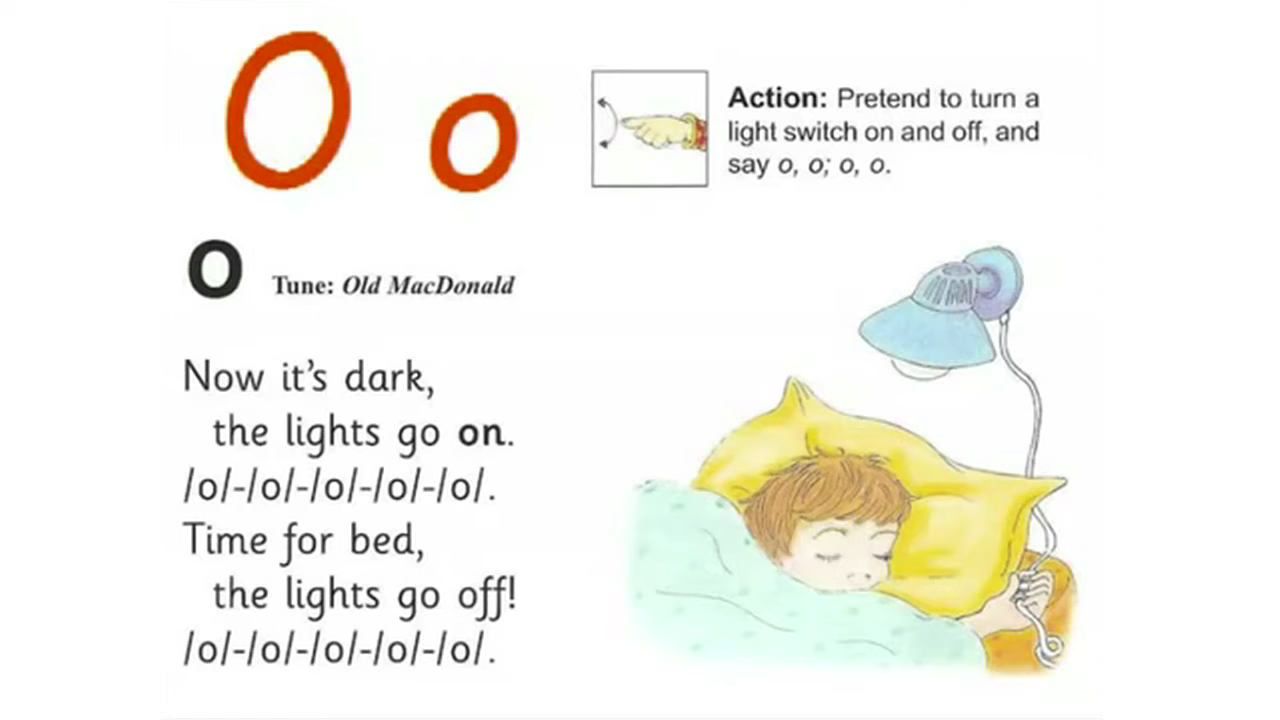 O o
Action: Pretend to turn a
light switch on and off, and
say o, o; o, o.
o Tune: Old MacDonald
Now it's dark,
the lights go on.
/o/-/o/-/o/-/o/-/o/.
Time for bed,
the lights go off!
/o/-/o/-/o/-/o/-/o/.